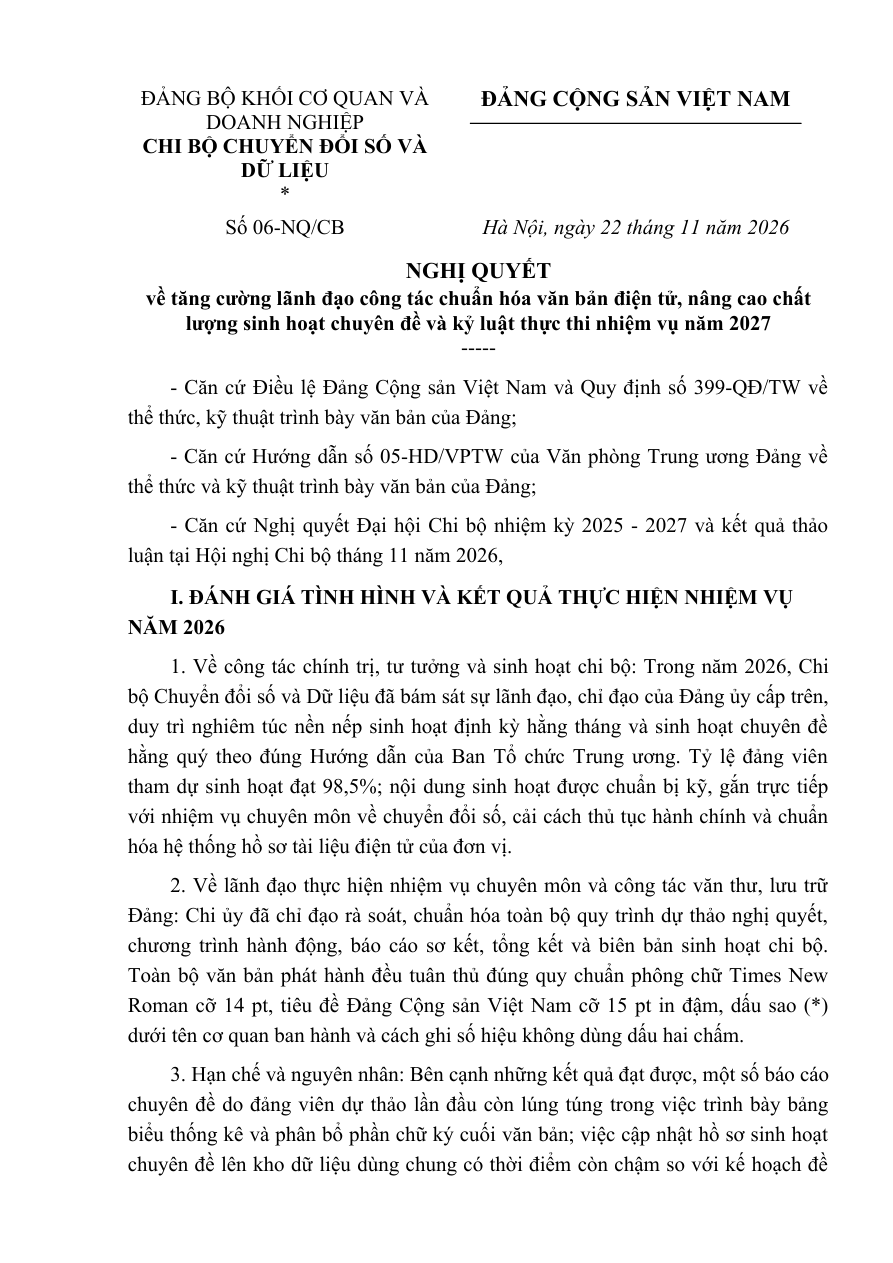 ĐẢNG BỘ KHỐI CƠ QUAN VÀ
DOANH NGHIỆP
CHI BỘ CHUYỂN ĐỔI SỐ VÀ
DỮ LIỆU
*
Số 06-NQ/CB
ĐẢNG CỘNG SẢN VIỆT NAM
Hà Nội, ngày 22 tháng 11 năm 2026
NGHỊ QUYẾT
về tăng cường lãnh đạo công tác chuẩn hóa văn bản điện tử, nâng cao chất
lượng sinh hoạt chuyên đề và kỷ luật thực thi nhiệm vụ năm 2027
-----
- Căn cứ Điều lệ Đảng Cộng sản Việt Nam và Quy định số 399-QĐ/TW về
thể thức, kỹ thuật trình bày văn bản của Đảng;
- Căn cứ Hướng dẫn số 05-HD/VPTW của Văn phòng Trung ương Đảng về
thể thức và kỹ thuật trình bày văn bản của Đảng;
- Căn cứ Nghị quyết Đại hội Chi bộ nhiệm kỳ 2025 - 2027 và kết quả thảo
luận tại Hội nghị Chi bộ tháng 11 năm 2026,
I. ĐÁNH GIÁ TÌNH HÌNH VÀ KẾT QUẢ THỰC HIỆN NHIỆM VỤ
NĂM 2026
1. Về công tác chính trị, tư tưởng và sinh hoạt chi bộ: Trong năm 2026, Chi
bộ Chuyển đổi số và Dữ liệu đã bám sát sự lãnh đạo, chỉ đạo của Đảng ủy cấp trên,
duy trì nghiêm túc nền nếp sinh hoạt định kỳ hằng tháng và sinh hoạt chuyên đề
hằng quý theo đúng Hướng dẫn của Ban Tổ chức Trung ương. Tỷ lệ đảng viên
tham dự sinh hoạt đạt 98,5%; nội dung sinh hoạt được chuẩn bị kỹ, gắn trực tiếp
với nhiệm vụ chuyên môn về chuyển đổi số, cải cách thủ tục hành chính và chuẩn
hóa hệ thống hồ sơ tài liệu điện tử của đơn vị.
2. Về lãnh đạo thực hiện nhiệm vụ chuyên môn và công tác văn thư, lưu trữ
Đảng: Chi ủy đã chỉ đạo rà soát, chuẩn hóa toàn bộ quy trình dự thảo nghị quyết,
chương trình hành động, báo cáo sơ kết, tổng kết và biên bản sinh hoạt chi bộ.
Toàn bộ văn bản phát hành đều tuân thủ đúng quy chuẩn phông chữ Times New
Roman cỡ 14 pt, tiêu đề Đảng Cộng sản Việt Nam cỡ 15 pt in đậm, dấu sao (*)
dưới tên cơ quan ban hành và cách ghi số hiệu không dùng dấu hai chấm.
3. Hạn chế và nguyên nhân: Bên cạnh những kết quả đạt được, một số báo cáo
chuyên đề do đảng viên dự thảo lần đầu còn lúng túng trong việc trình bày bảng
biểu thống kê và phân bổ phần chữ ký cuối văn bản; việc cập nhật hồ sơ sinh hoạt
chuyên đề lên kho dữ liệu dùng chung có thời điểm còn chậm so với kế hoạch đề